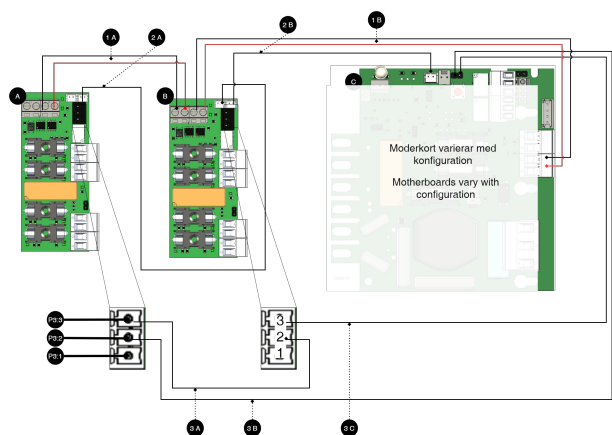 1 A
2 A
2 B
1 B
A
B
C
Moderkort varierar med
konfiguration
Motherboards vary with
configuration
P3:3
P3:2
P3:1
3
2
1
3 A
3 B
3 C